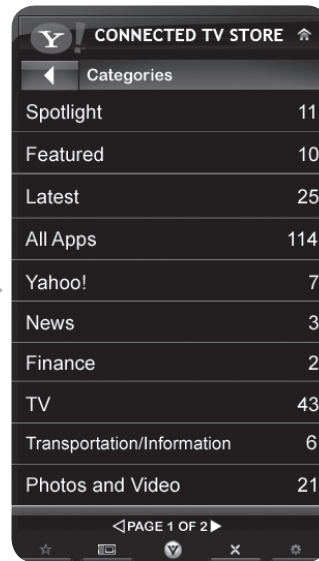 Y! CONNECTED TV STORE
Categories
Spotlight 11
Featured 10
Latest 25
All Apps 114
Yahoo! 7
News 3
Finance 2
TV 43
Transportation/Information 6
Photos and Video 21
PAGE 1 OF 2